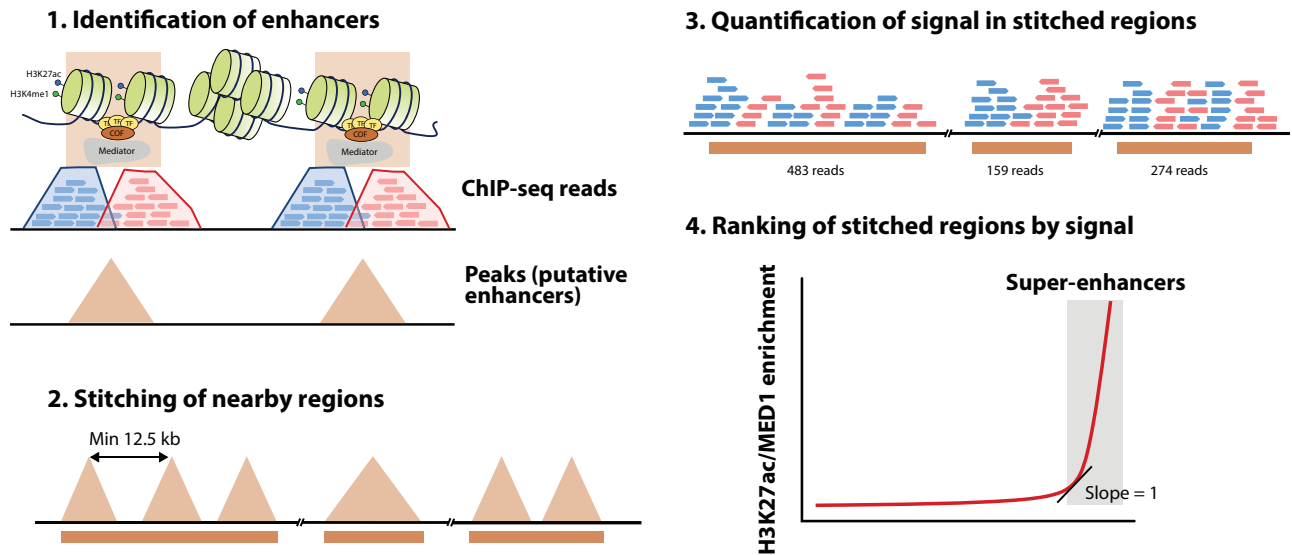 1. Identification of enhancers
H3K27ac
H3K4me1
TF TF TF
COF
Mediator
TF TF TF
COF
Mediator
ChIP-seq reads
Peaks (putative
enhancers)
2. Stitching of nearby regions
Min 12.5 kb
3. Quantification of signal in stitched regions
483 reads
159 reads
274 reads
4. Ranking of stitched regions by signal
H3K27ac/MED1 enrichment
Super-enhancers
Slope = 1